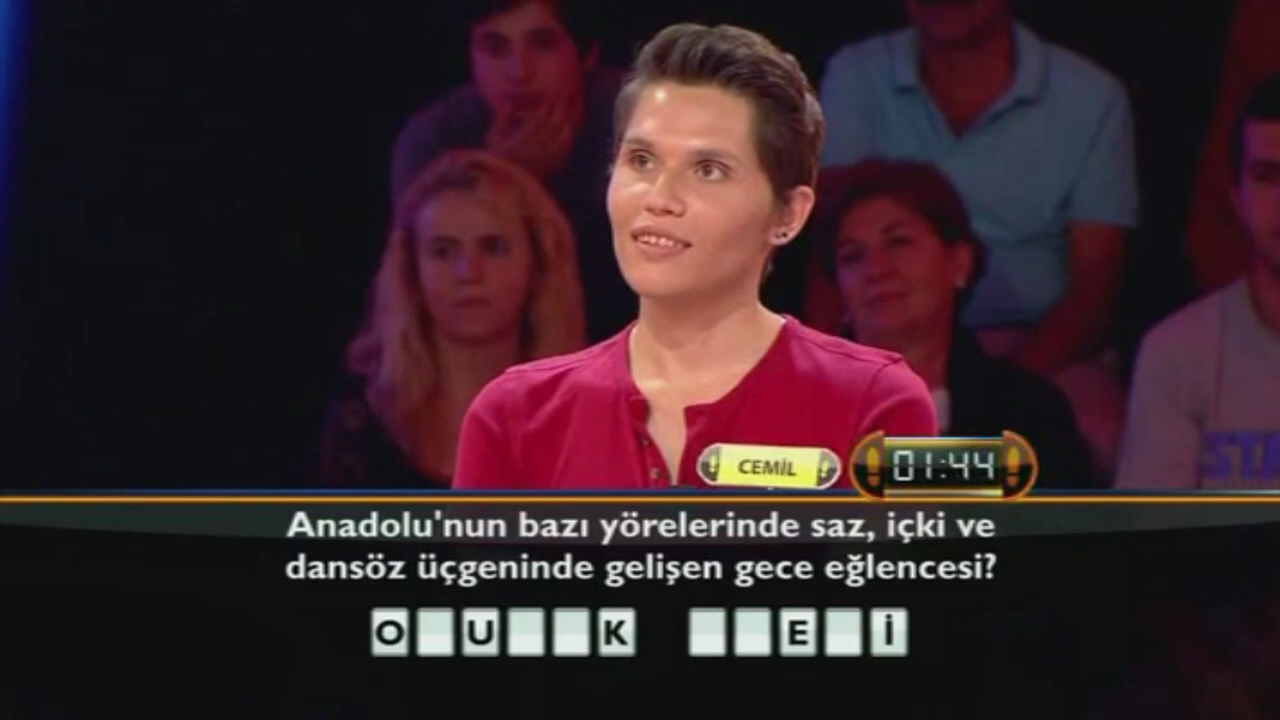 CEMİL
01:44
Anadolu'nun bazı yörelerinde saz, içki ve
dansöz üçgeninde gelişen gece eğlencesi?
O U K E İ